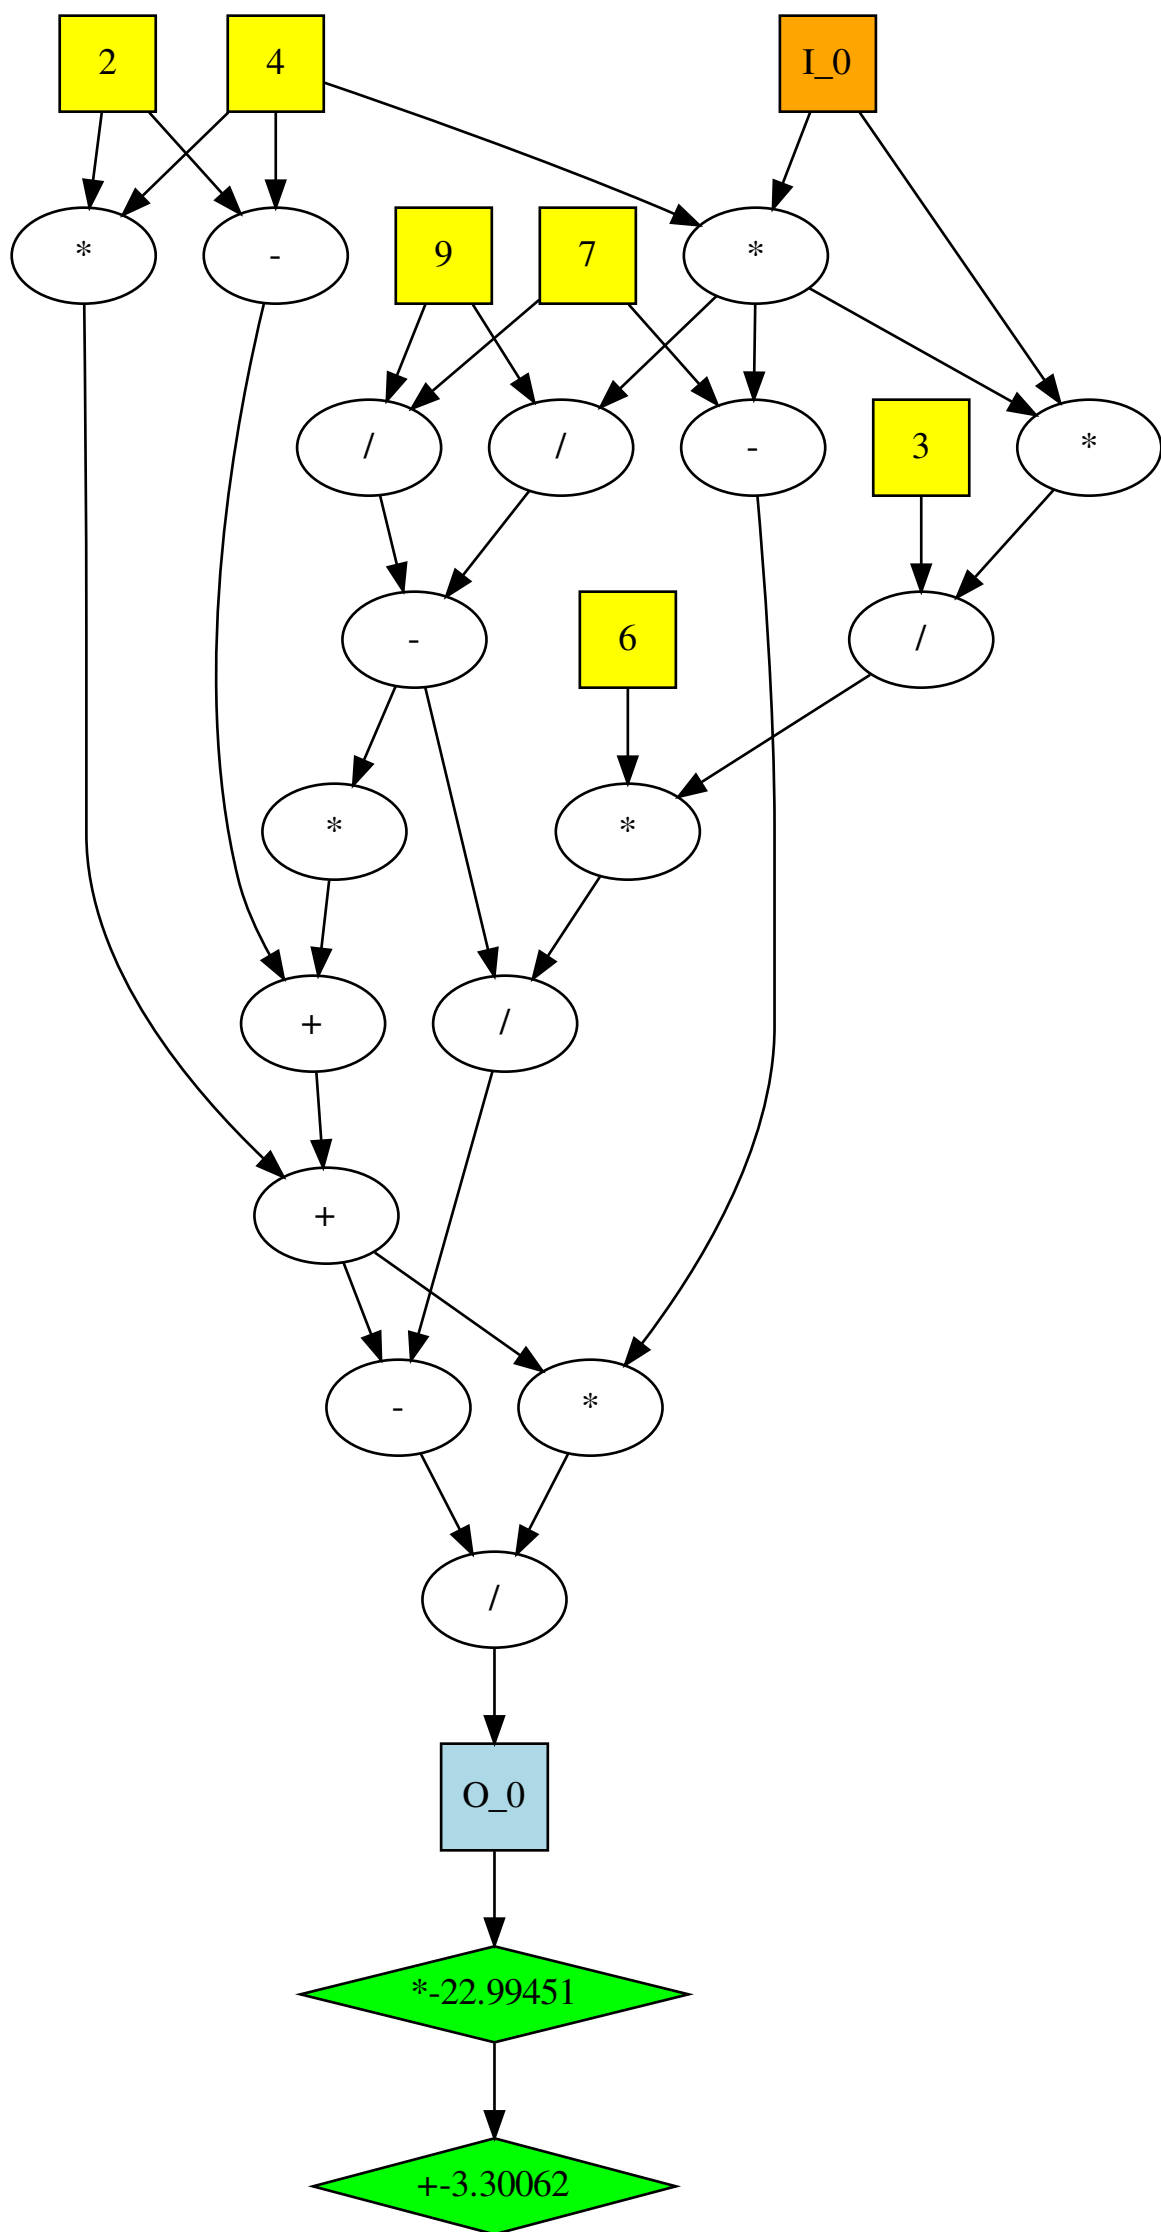 2 4 I_0
* - 9 7 *
/ / - 3 *
- 6 /
* *
+ /
+
- *
/
O_0
*-22.99451
+-3.30062